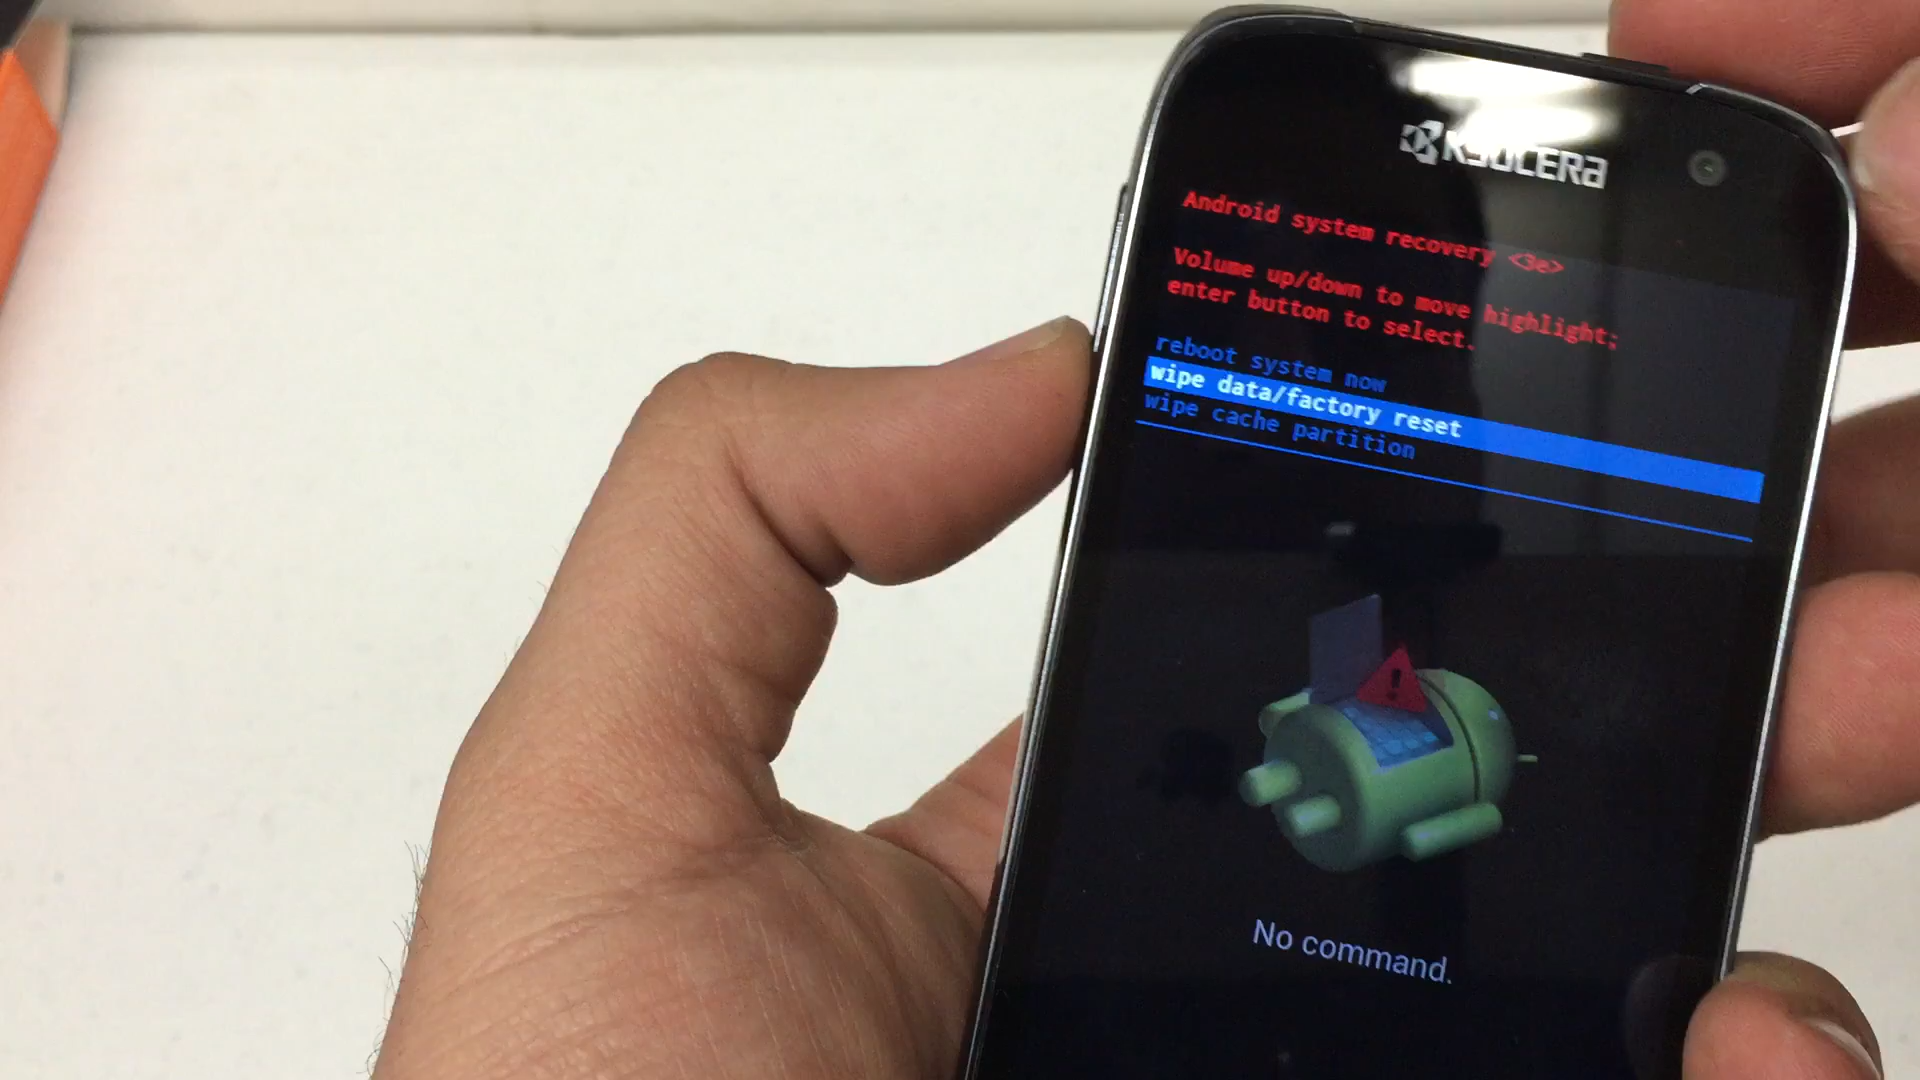 KYOCERA
Android system recovery <3e>
Volume up/down to move highlight;
enter button to select.
reboot system now
wipe data/factory reset
wipe cache partition
No command.